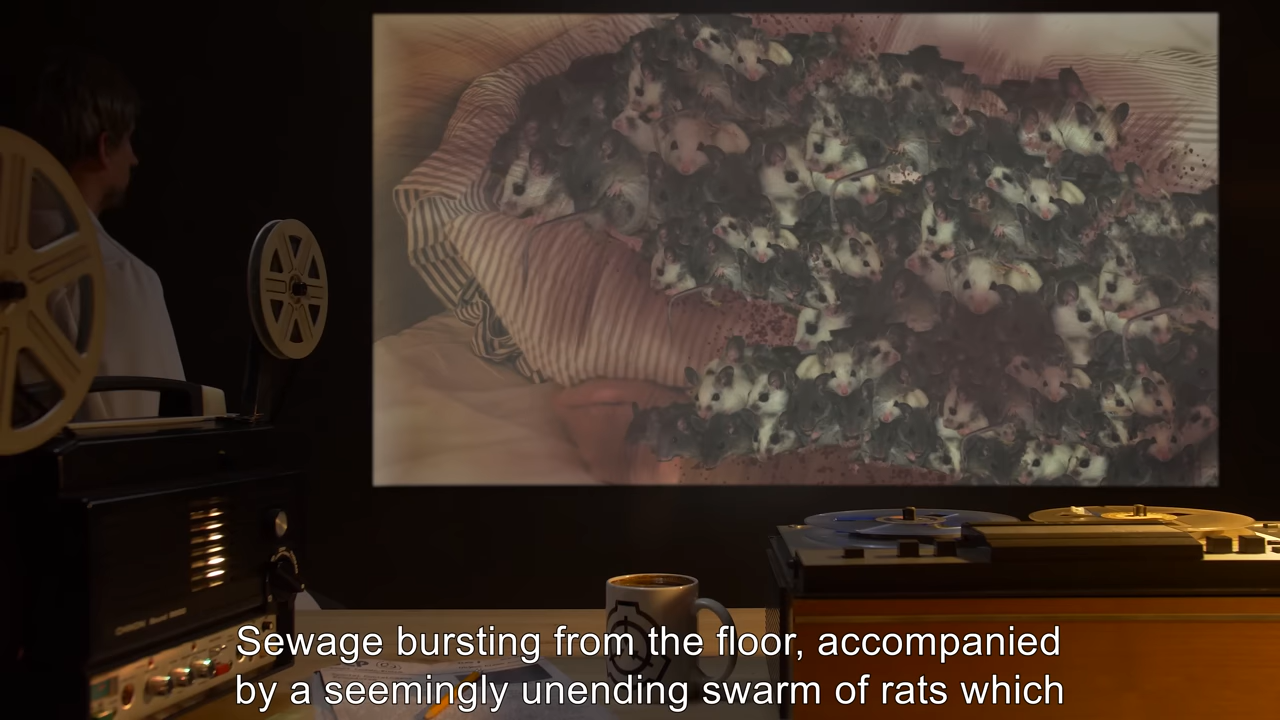 Sewage bursting from the floor, accompanied
by a seemingly unending swarm of rats which